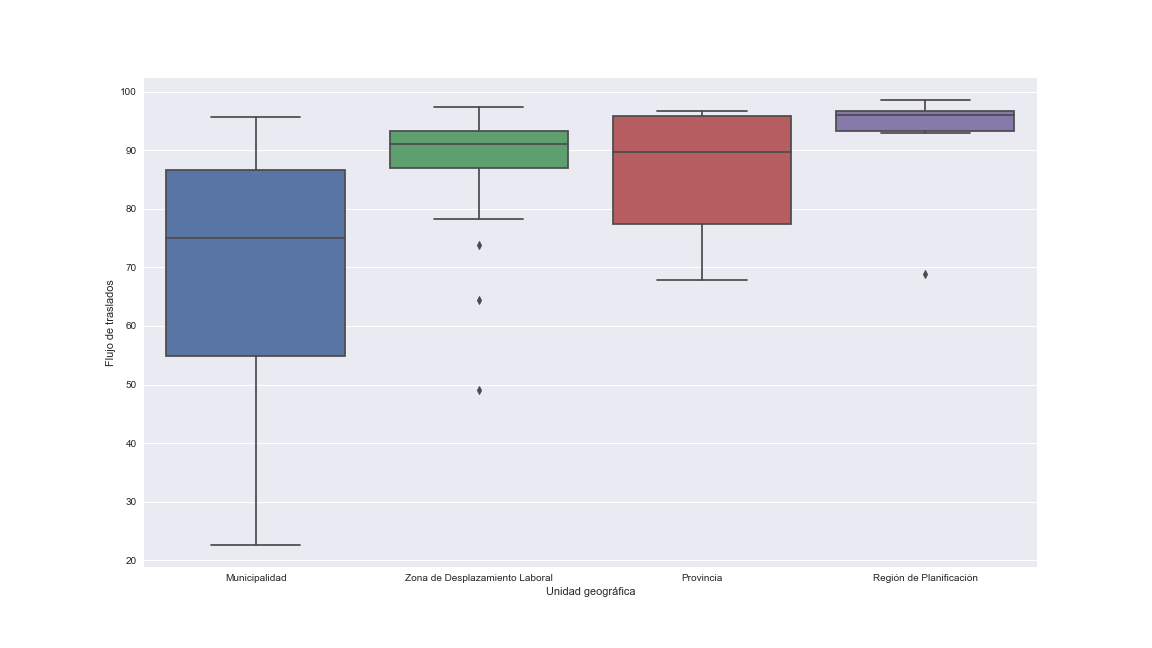 100
90
80
70
60
50
40
30
20
Flujo de traslados
Municipalidad
Zona de Desplazamiento Laboral
Provincia
Región de Planificación
Unidad geográfica